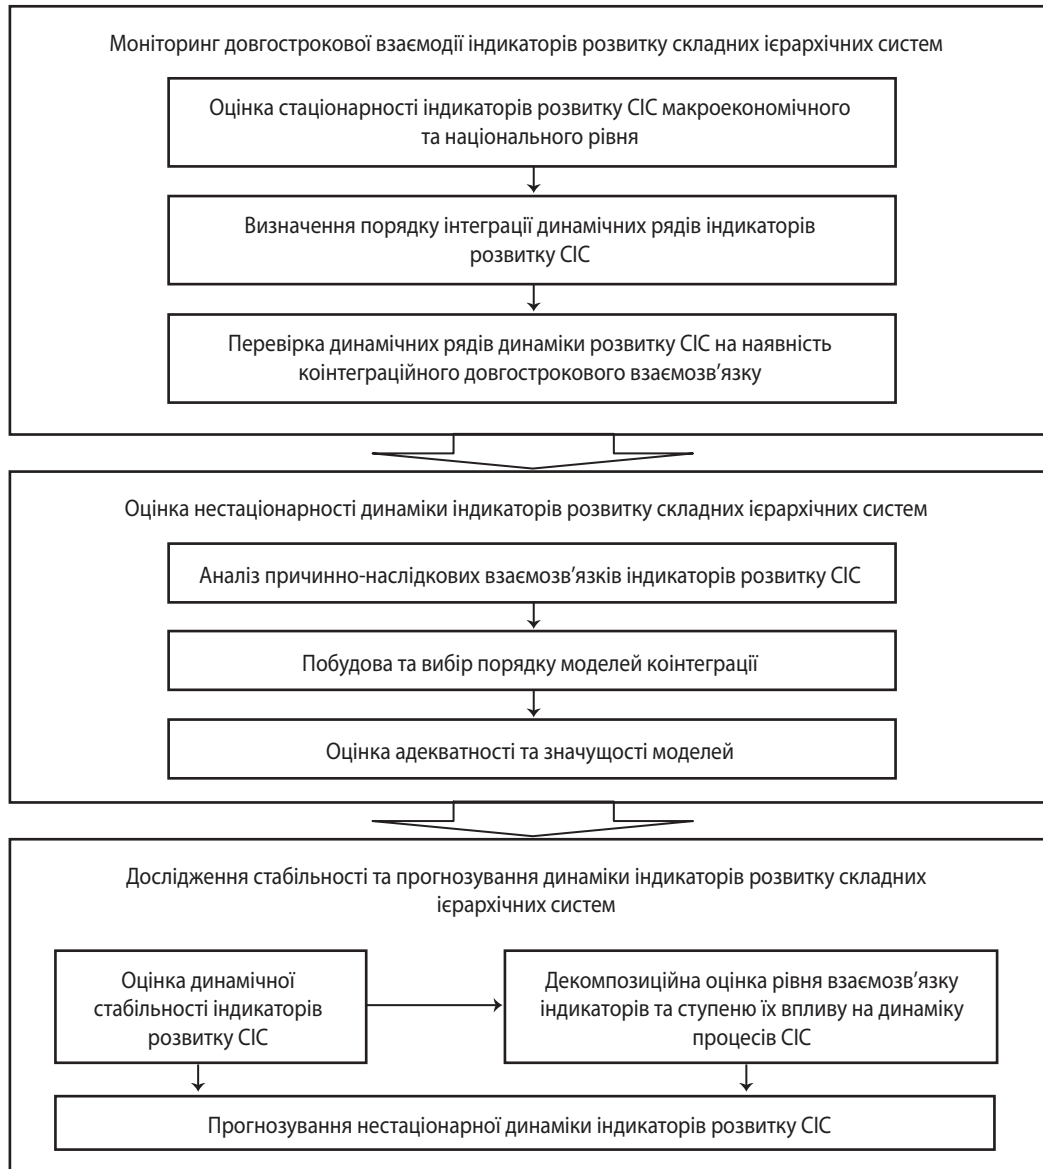 Моніторинг довгострокової взаємодії індикаторів розвитку складних ієрархічних систем
Оцінка стаціонарності індикаторів розвитку СІС макроекономічного
та національного рівня
Визначення порядку інтеграції динамічних рядів індикаторів
розвитку СІС
Перевірка динамічних рядів динаміки розвитку СІС на наявність
коінтеграційного довгострокового взаємозв’язку
Оцінка нестаціонарності динаміки індикаторів розвитку складних ієрархічних систем
Аналіз причинно-наслідкових взаємозв’язків індикаторів розвитку СІС
Побудова та вибір порядку моделей коінтеграції
Оцінка адекватності та значущості моделей
Дослідження стабільності та прогнозування динаміки індикаторів розвитку складних
ієрархічних систем
Оцінка динамічної
стабільності індикаторів
розвитку СІС
Декомпозиційна оцінка рівня взаємозв’язку
індикаторів та ступеню їх впливу на динаміку
процесів СІС
Прогнозування нестаціонарної динаміки індикаторів розвитку СІС